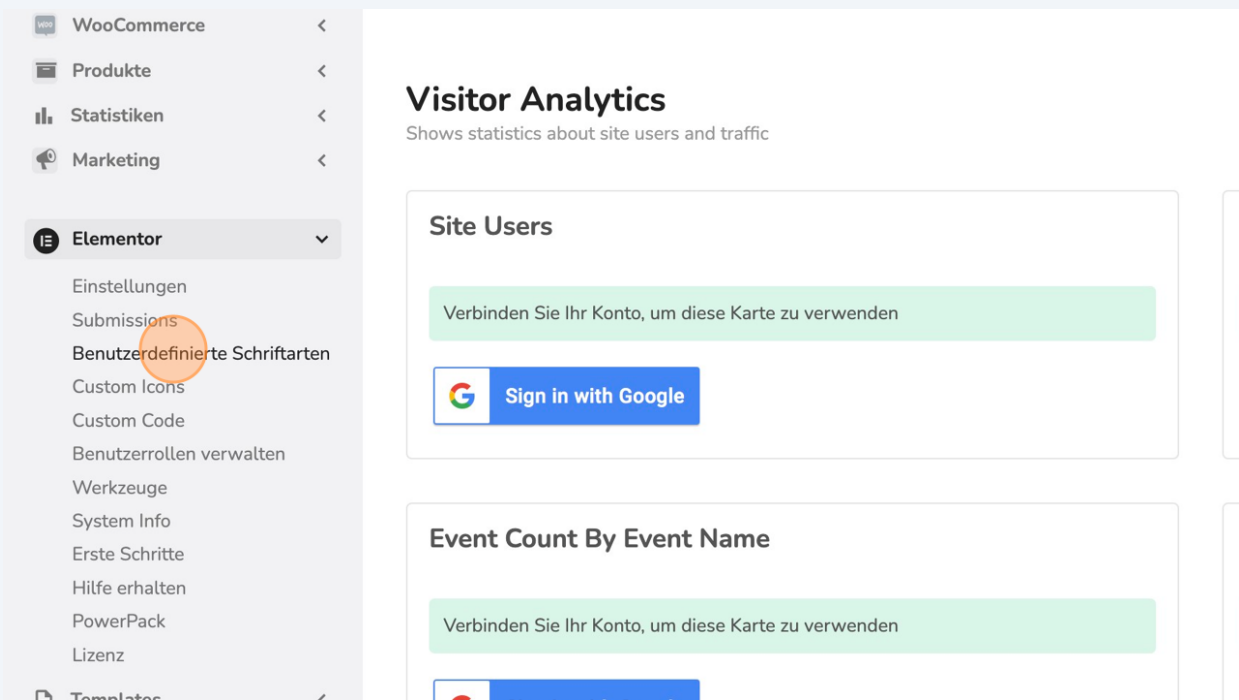 WooCommerce
Produkte
Statistiken
Marketing
Elementor
Einstellungen
Submissions
Benutzerdefinierte Schriftarten
Custom Icons
Custom Code
Benutzerrollen verwalten
Werkzeuge
System Info
Erste Schritte
Hilfe erhalten
PowerPack
Lizenz
Templates
Visitor Analytics
Shows statistics about site users and traffic
Site Users
Verbinden Sie Ihr Konto, um diese Karte zu verwenden
Sign in with Google
Event Count By Event Name
Verbinden Sie Ihr Konto, um diese Karte zu verwenden